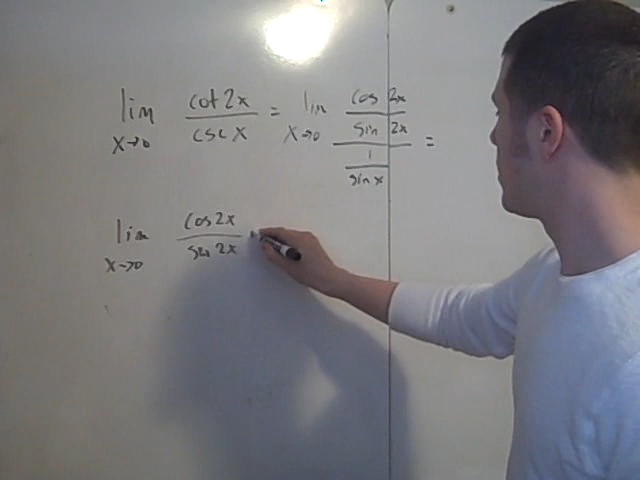 lim x→0 cot 2x / csc x = lim x→0 (cos 2x / sin 2x) / (1 / sin x) =
lim x→0 cos 2x / sin 2x ·